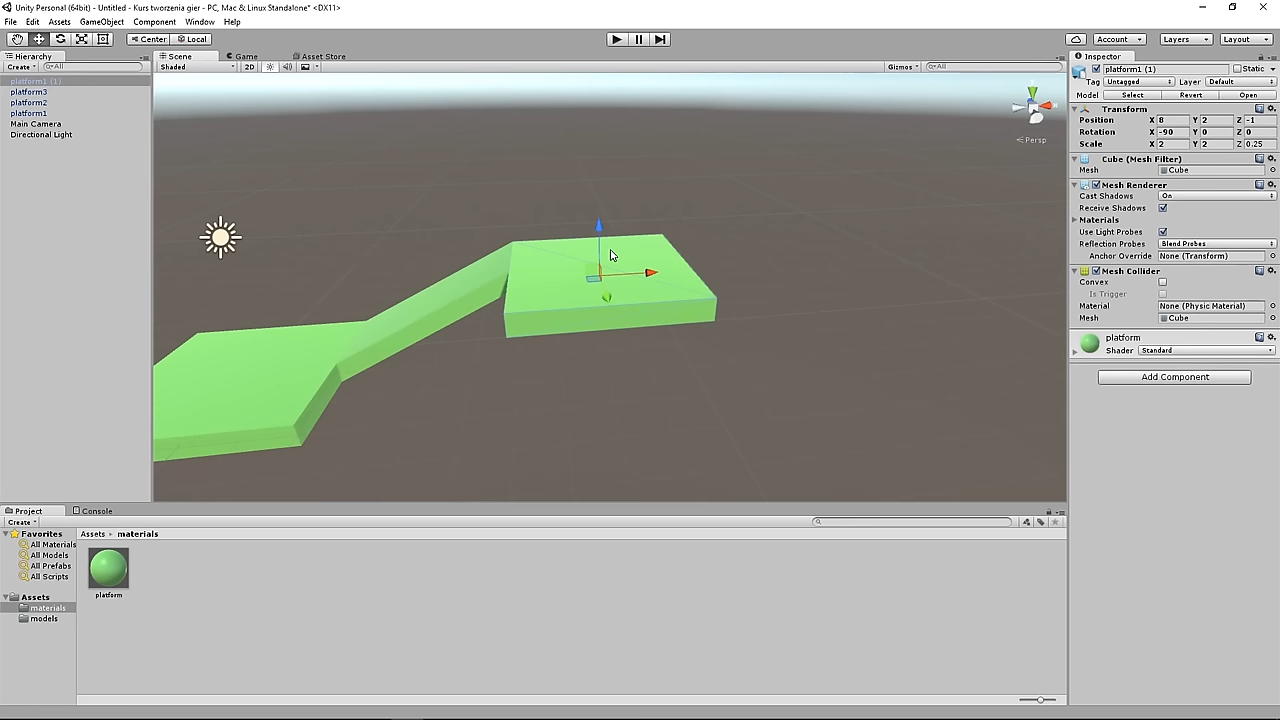 Unity Personal (64bit) - Untitled - Kurs tworzenia gier - PC, Mac & Linux Standalone* <DX11>
File Edit Assets GameObject Component Window Help
Center Local Account Layers Layout
Hierarchy Scene Game Asset Store Inspector
Create All Shaded 2D Gizmos All platform1 (1) Static
platform1 (1) Tag Untagged Layer Default
platform3 Model Select Revert Open
platform2 Transform
platform1 Position X 8 Y 2 Z -1
Main Camera Rotation X -90 Y 0 Z 0
Directional Light Persp Scale X 2 Y 2 Z 0.25
Cube (Mesh Filter)
Mesh Cube
Mesh Renderer
Cast Shadows On
Receive Shadows
Materials
Use Light Probes
Reflection Probes Blend Probes
Anchor Override None (Transform)
Mesh Collider
Convex
Is Trigger
Material None (Physic Material)
Mesh Cube
platform
Shader Standard
Add Component
Project Console
Create
Favorites Assets materials
All Materials
All Models
All Prefabs
All Scripts
platform
Assets
materials
models